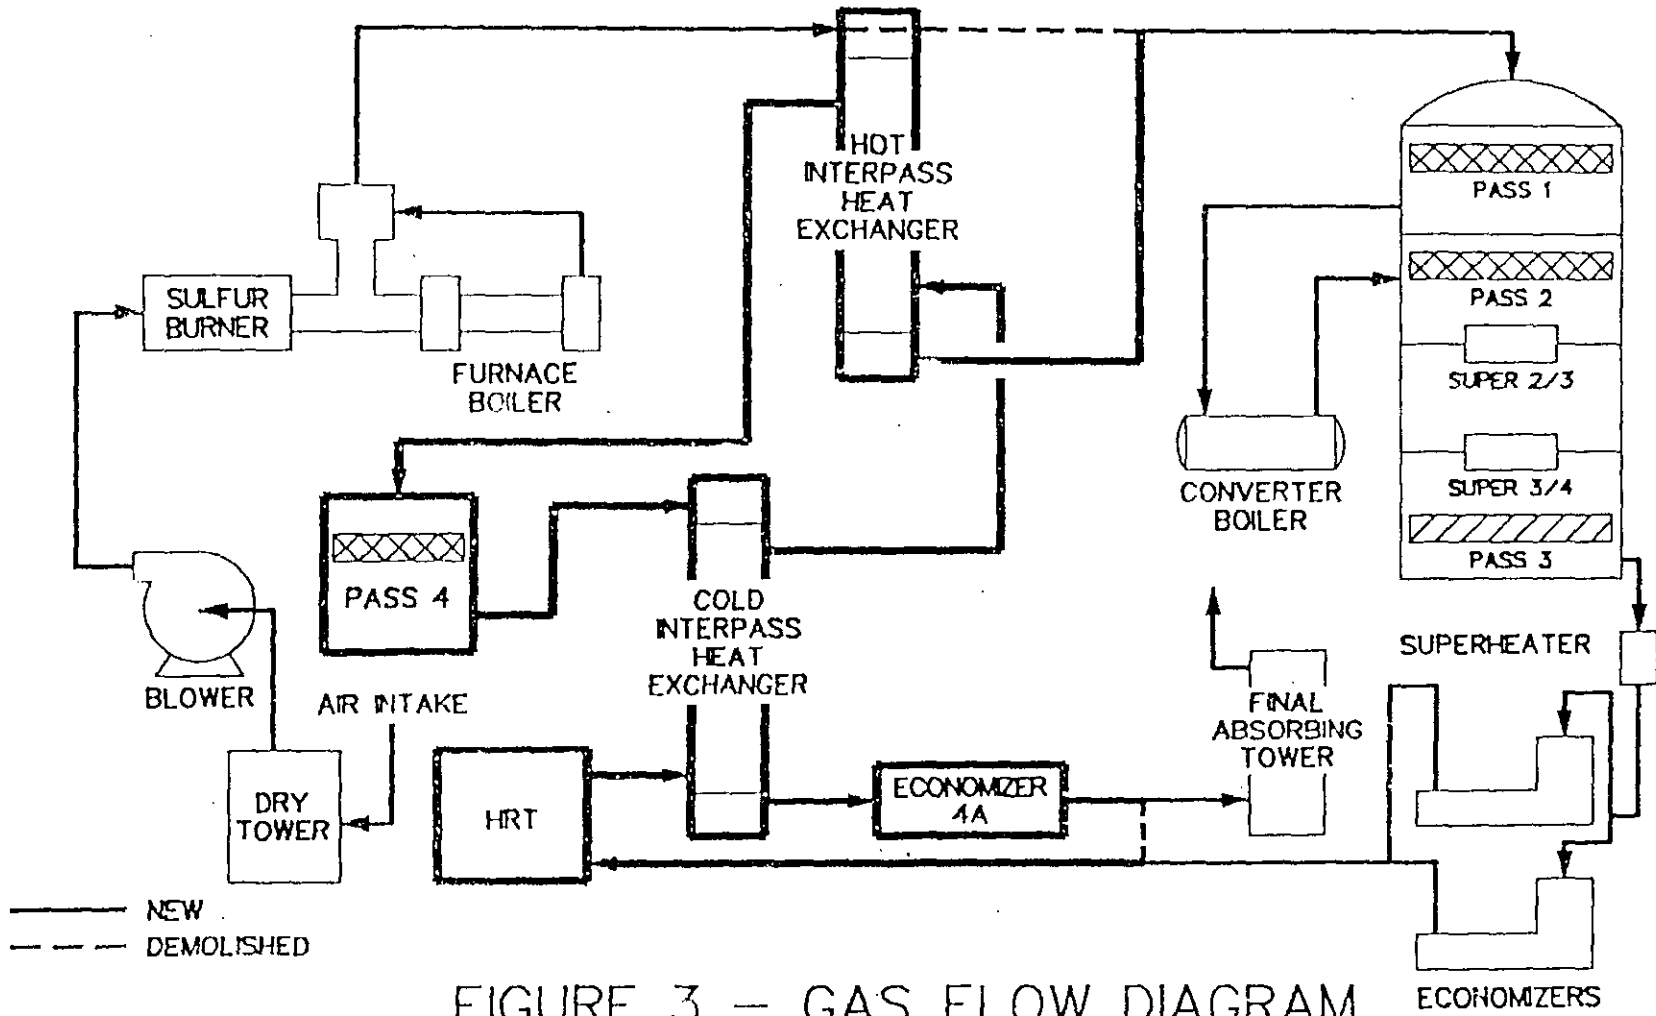 HOT
INTERPASS
HEAT
EXCHANGER
PASS 1
PASS 2
SUPER 2/3
SUPER 3/4
PASS 3
SULFUR
BURNER
FURNACE
BOILER
CONVERTER
BOILER
PASS 4
COLD
INTERPASS
HEAT
EXCHANGER
BLOWER
AIR INTAKE
SUPERHEATER
FINAL
ABSORBING
TOWER
DRY
TOWER
HRT
ECONOMIZER
4A
NEW
DEMOLISHED
ECONOMIZERS
FIGURE 3 - GAS FLOW DIAGRAM